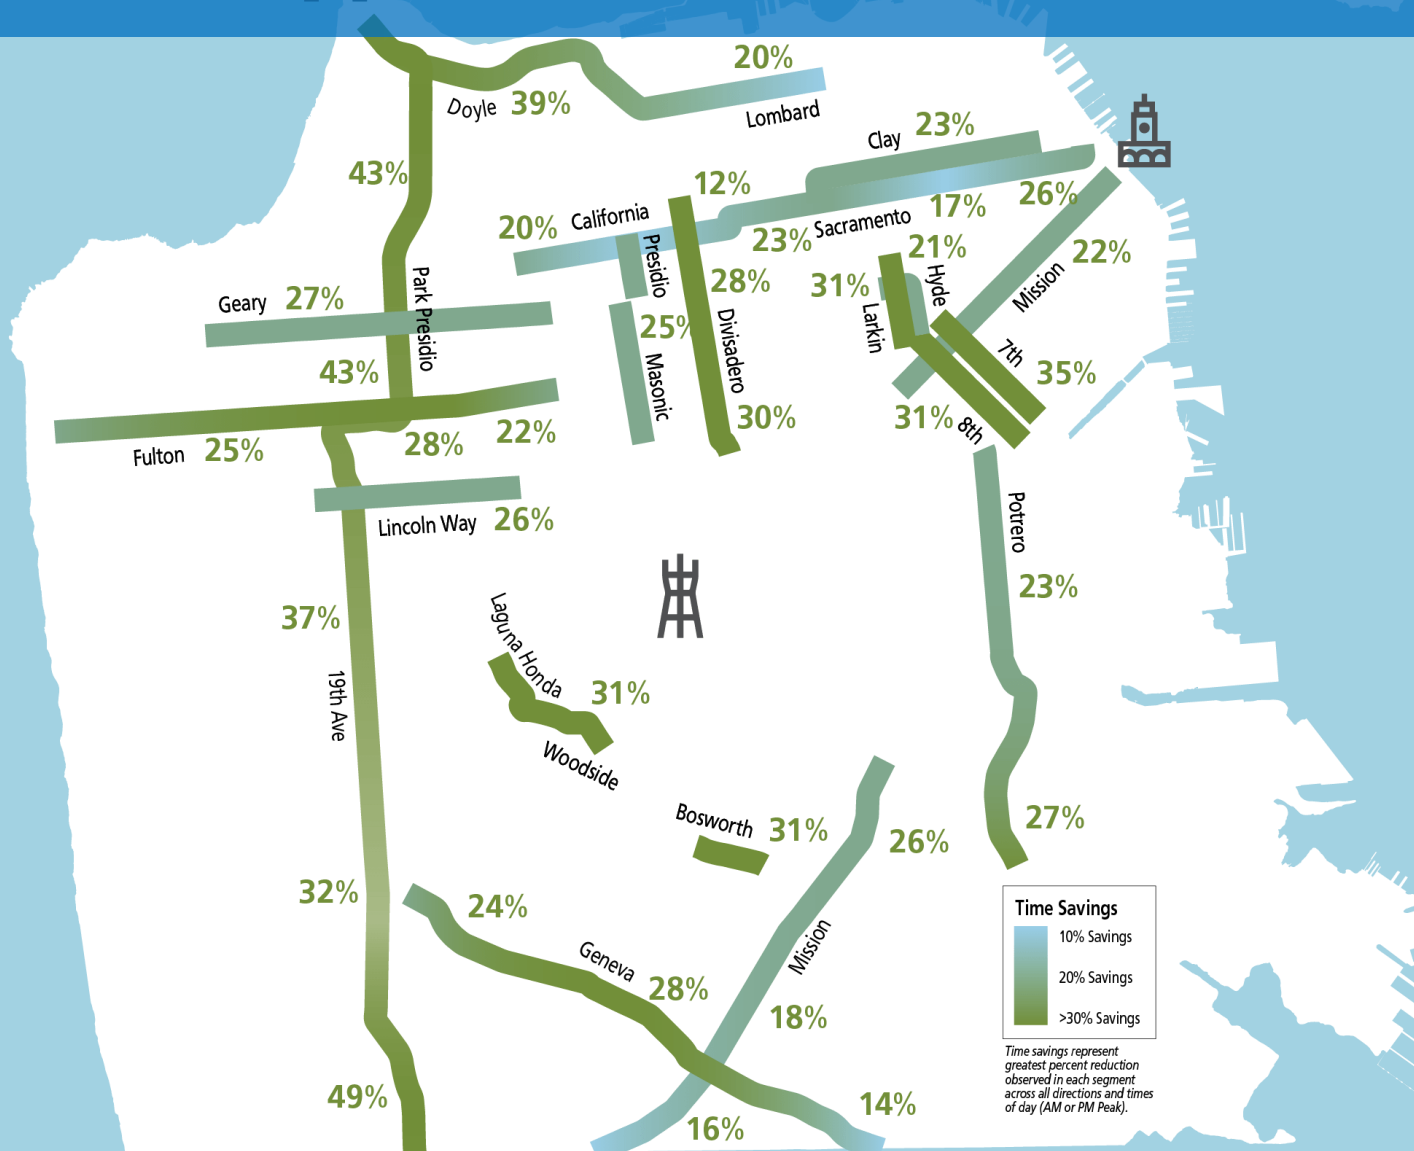 20%
Doyle
39%
Lombard
Clay
23%
43%
12%
26%
California
20%
17%
Sacramento
23%
22%
21%
Presidio
28%
31%
Hyde
Mission
Geary
27%
Park Presidio
Larkin
25%
Divisadero
7th
35%
43%
Masonic
30%
31%
8th
Fulton
25%
28%
22%
Lincoln Way
26%
Potrero
23%
37%
Laguna Honda
31%
19th Ave
Woodside
Bosworth
31%
26%
27%
32%
24%
Mission
Geneva
28%
18%
49%
16%
14%
Time Savings
10% Savings
20% Savings
>30% Savings
Time savings represent
greatest percent reduction
observed in each segment
across all directions and times
of day (AM or PM Peak).